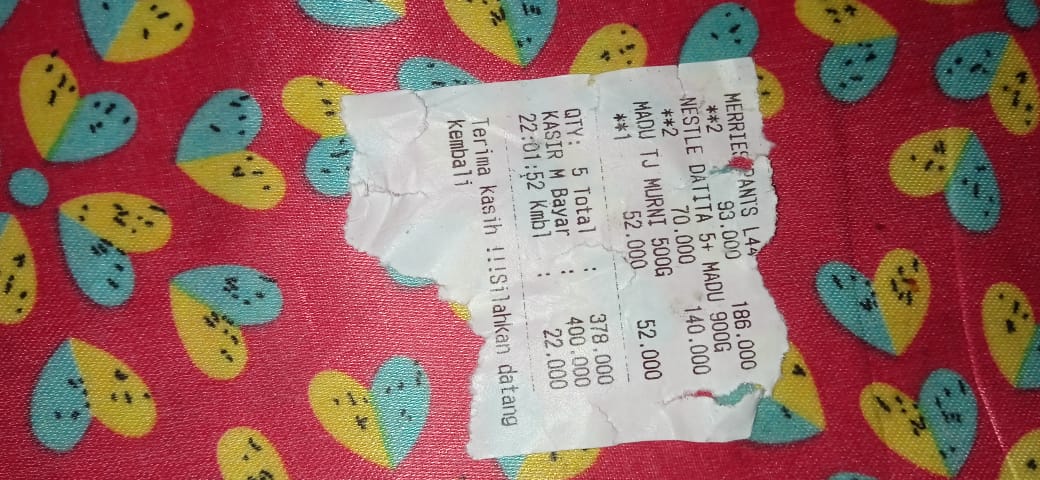 MERRIES PANTS L44
**2 93.000 186.000
NESTLE DATITA 5+ MADU 900G
**2 70.000 140.000
MADU TJ MURNI 500G
**1 52.000 52.000
QTY: 5 Total : 378.000
KASIR M Bayar : 400.000
22:01:52 Kmbl : 22.000
Terima kasih !!!Silahkan datang
kembali